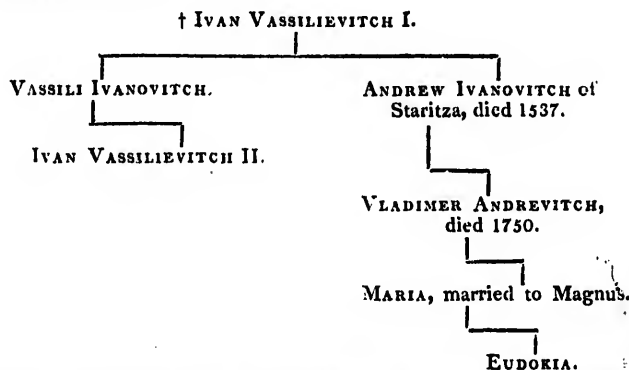 † IVAN VASSILIEVITCH I.
VASSILI IVANOVITCH.
ANDREW IVANOVITCH of
Staritza, died 1537.
IVAN VASSILIEVITCH II.
VLADIMER ANDREVITCH,
died 1750.
MARIA, married to Magnus.
EUDOKIA.